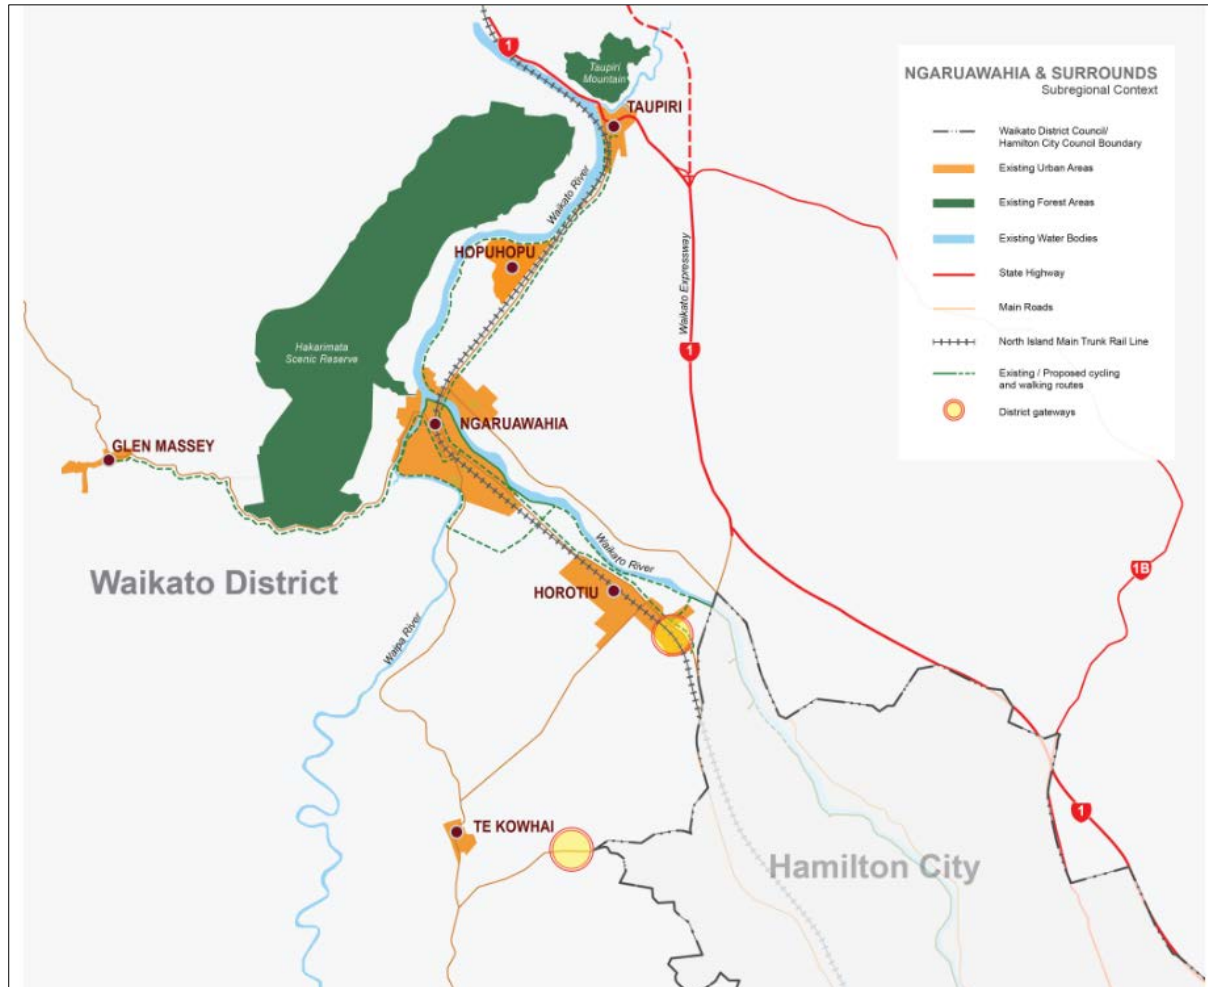 NGARUAWAHIA & SURROUNDS
Subregional Context
Waikato District Council/
Hamilton City Council Boundary
Existing Urban Areas
Existing Forest Areas
Existing Water Bodies
State Highway
Main Roads
North Island Main Trunk Rail Line
Existing / Proposed cycling
and walking routes
District gateways
1
Taupiri
Mountain
TAUPIRI
Waikato River
HOPUHOPU
Waikato Expressway
1
Hakarimata
Scenic Reserve
NGARUAWAHIA
GLEN MASSEY
Waikato River
Waikato District
HOROTIU
1B
Waipa River
TE KOWHAI
1
Hamilton City